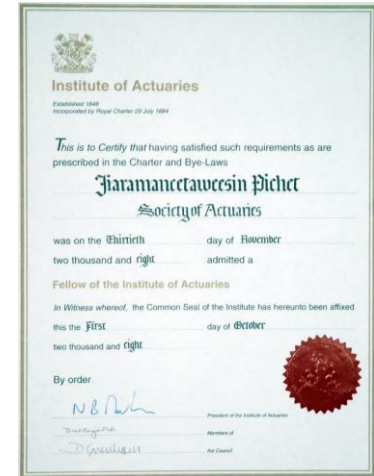 Institute of Actuaries
Established 1848
Incorporated by Royal Charter 29 July 1884
This is to Certify that having satisfied such requirements as are
prescribed in the Charter and Bye-Laws
Jiaramaneetaweesin Pichet
Society of Actuaries
was on the Thirtieth day of November
two thousand and eight admitted a
Fellow of the Institute of Actuaries
In Witness whereof, the Common Seal of the Institute has hereunto been affixed
this the First day of October
two thousand and eight
By order
President of the Institute of Actuaries
Members of
the Council